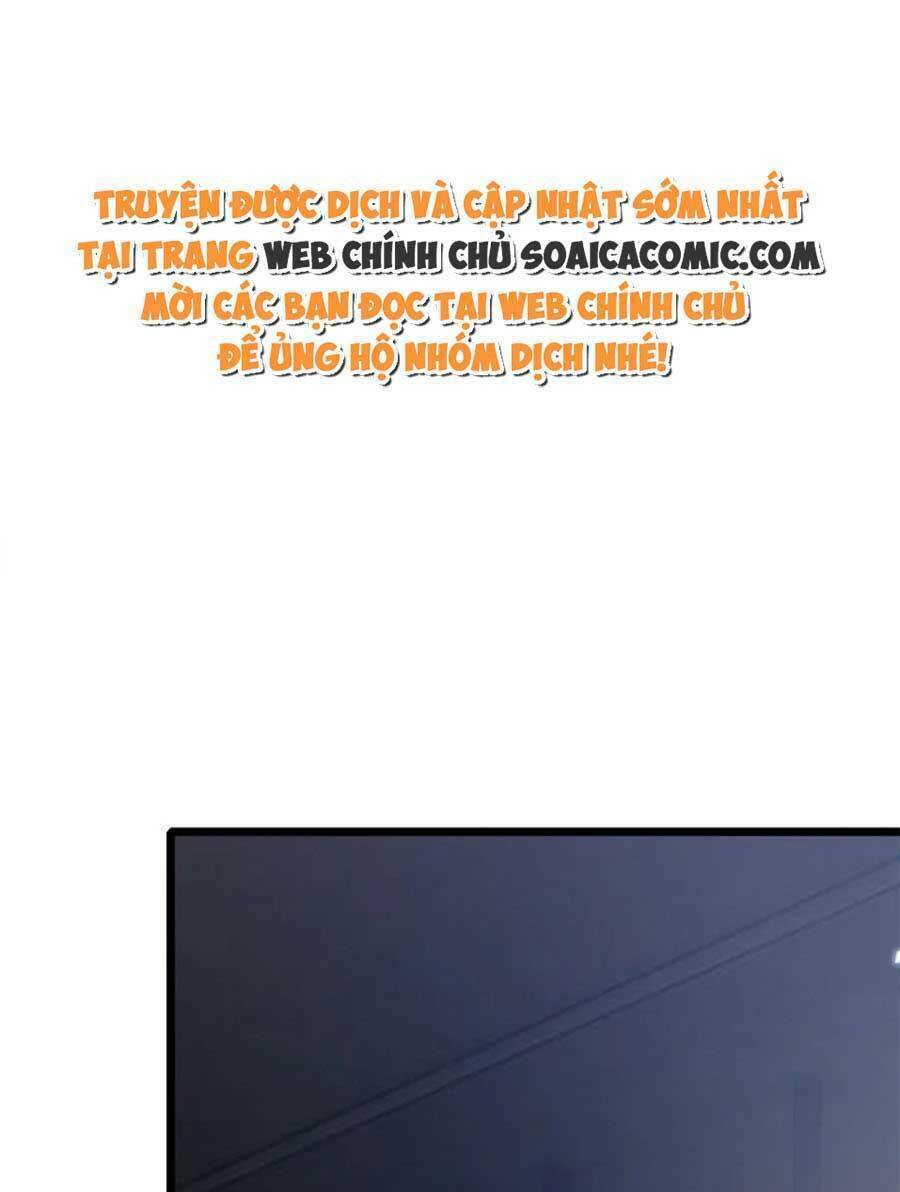 TRUYỆN ĐƯỢC DỊCH VÀ CẬP NHẬT SỚM NHẤT
TẠI TRANG WEB CHÍNH CHỦ SOAICACOMIC.COM
MỜI CÁC BẠN ĐỌC TẠI WEB CHÍNH CHỦ
ĐỂ ỦNG HỘ NHÓM DỊCH NHÉ!